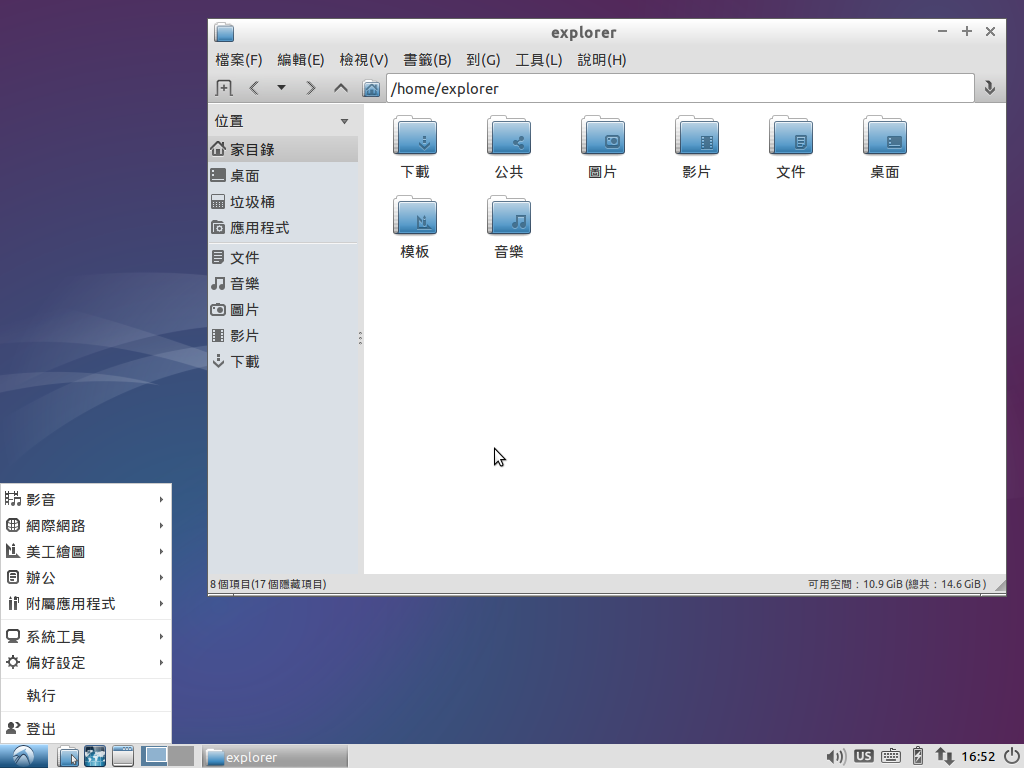 explorer
檔案(F) 編輯(E) 檢視(V) 書籤(B) 到(G) 工具(L) 說明(H)
/home/explorer
位置
家目錄
桌面
垃圾桶
應用程式
文件
音樂
圖片
影片
下載
下載 公共 圖片 影片 文件 桌面
模板 音樂
8 個項目(17 個隱藏項目) 可用空間：10.9 GiB (總共：14.6 GiB )
影音
網際網路
美工繪圖
辦公
附屬應用程式
系統工具
偏好設定
執行
登出
explorer US 16:52